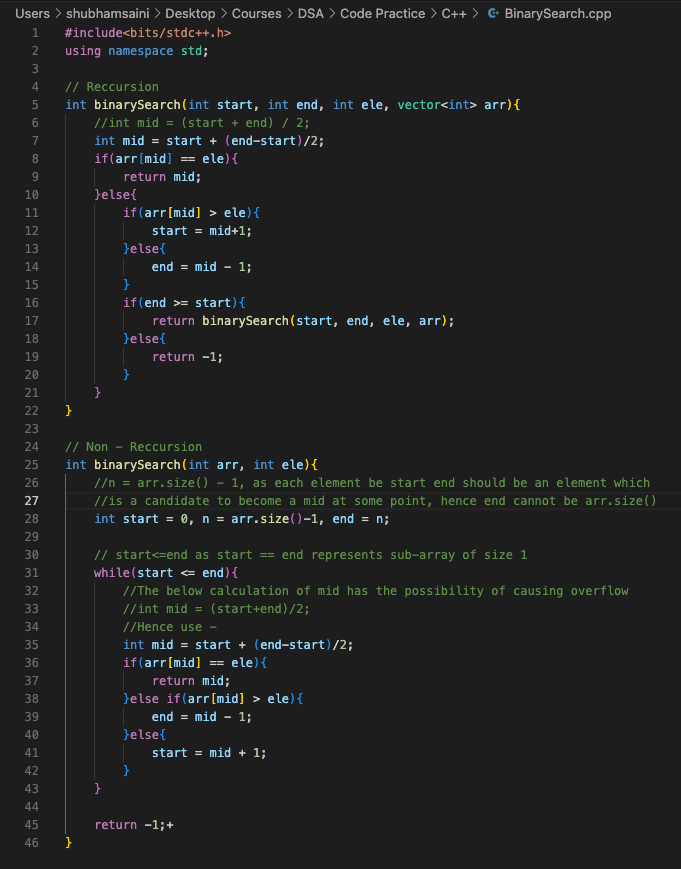 Users > shubhamsaini > Desktop > Courses > DSA > Code Practice > C++ > BinarySearch.cpp
1 #include<bits/stdc++.h>
2 using namespace std;
3
4 // Reccursion
5 int binarySearch(int start, int end, int ele, vector<int> arr){
6     //int mid = (start + end) / 2;
7     int mid = start + (end-start)/2;
8     if(arr[mid] == ele){
9         return mid;
10     }else{
11         if(arr[mid] > ele){
12             start = mid+1;
13         }else{
14             end = mid - 1;
15         }
16         if(end >= start){
17             return binarySearch(start, end, ele, arr);
18         }else{
19             return -1;
20         }
21     }
22 }
23
24 // Non - Reccursion
25 int binarySearch(int arr, int ele){
26     //n = arr.size() - 1, as each element be start end should be an element which
27     //is a candidate to become a mid at some point, hence end cannot be arr.size()
28     int start = 0, n = arr.size()-1, end = n;
29
30     // start<=end as start == end represents sub-array of size 1
31     while(start <= end){
32         //The below calculation of mid has the possibility of causing overflow
33         //int mid = (start+end)/2;
34         //Hence use -
35         int mid = start + (end-start)/2;
36         if(arr[mid] == ele){
37             return mid;
38         }else if(arr[mid] > ele){
39             end = mid - 1;
40         }else{
41             start = mid + 1;
42         }
43     }
44
45     return -1;+
46 }